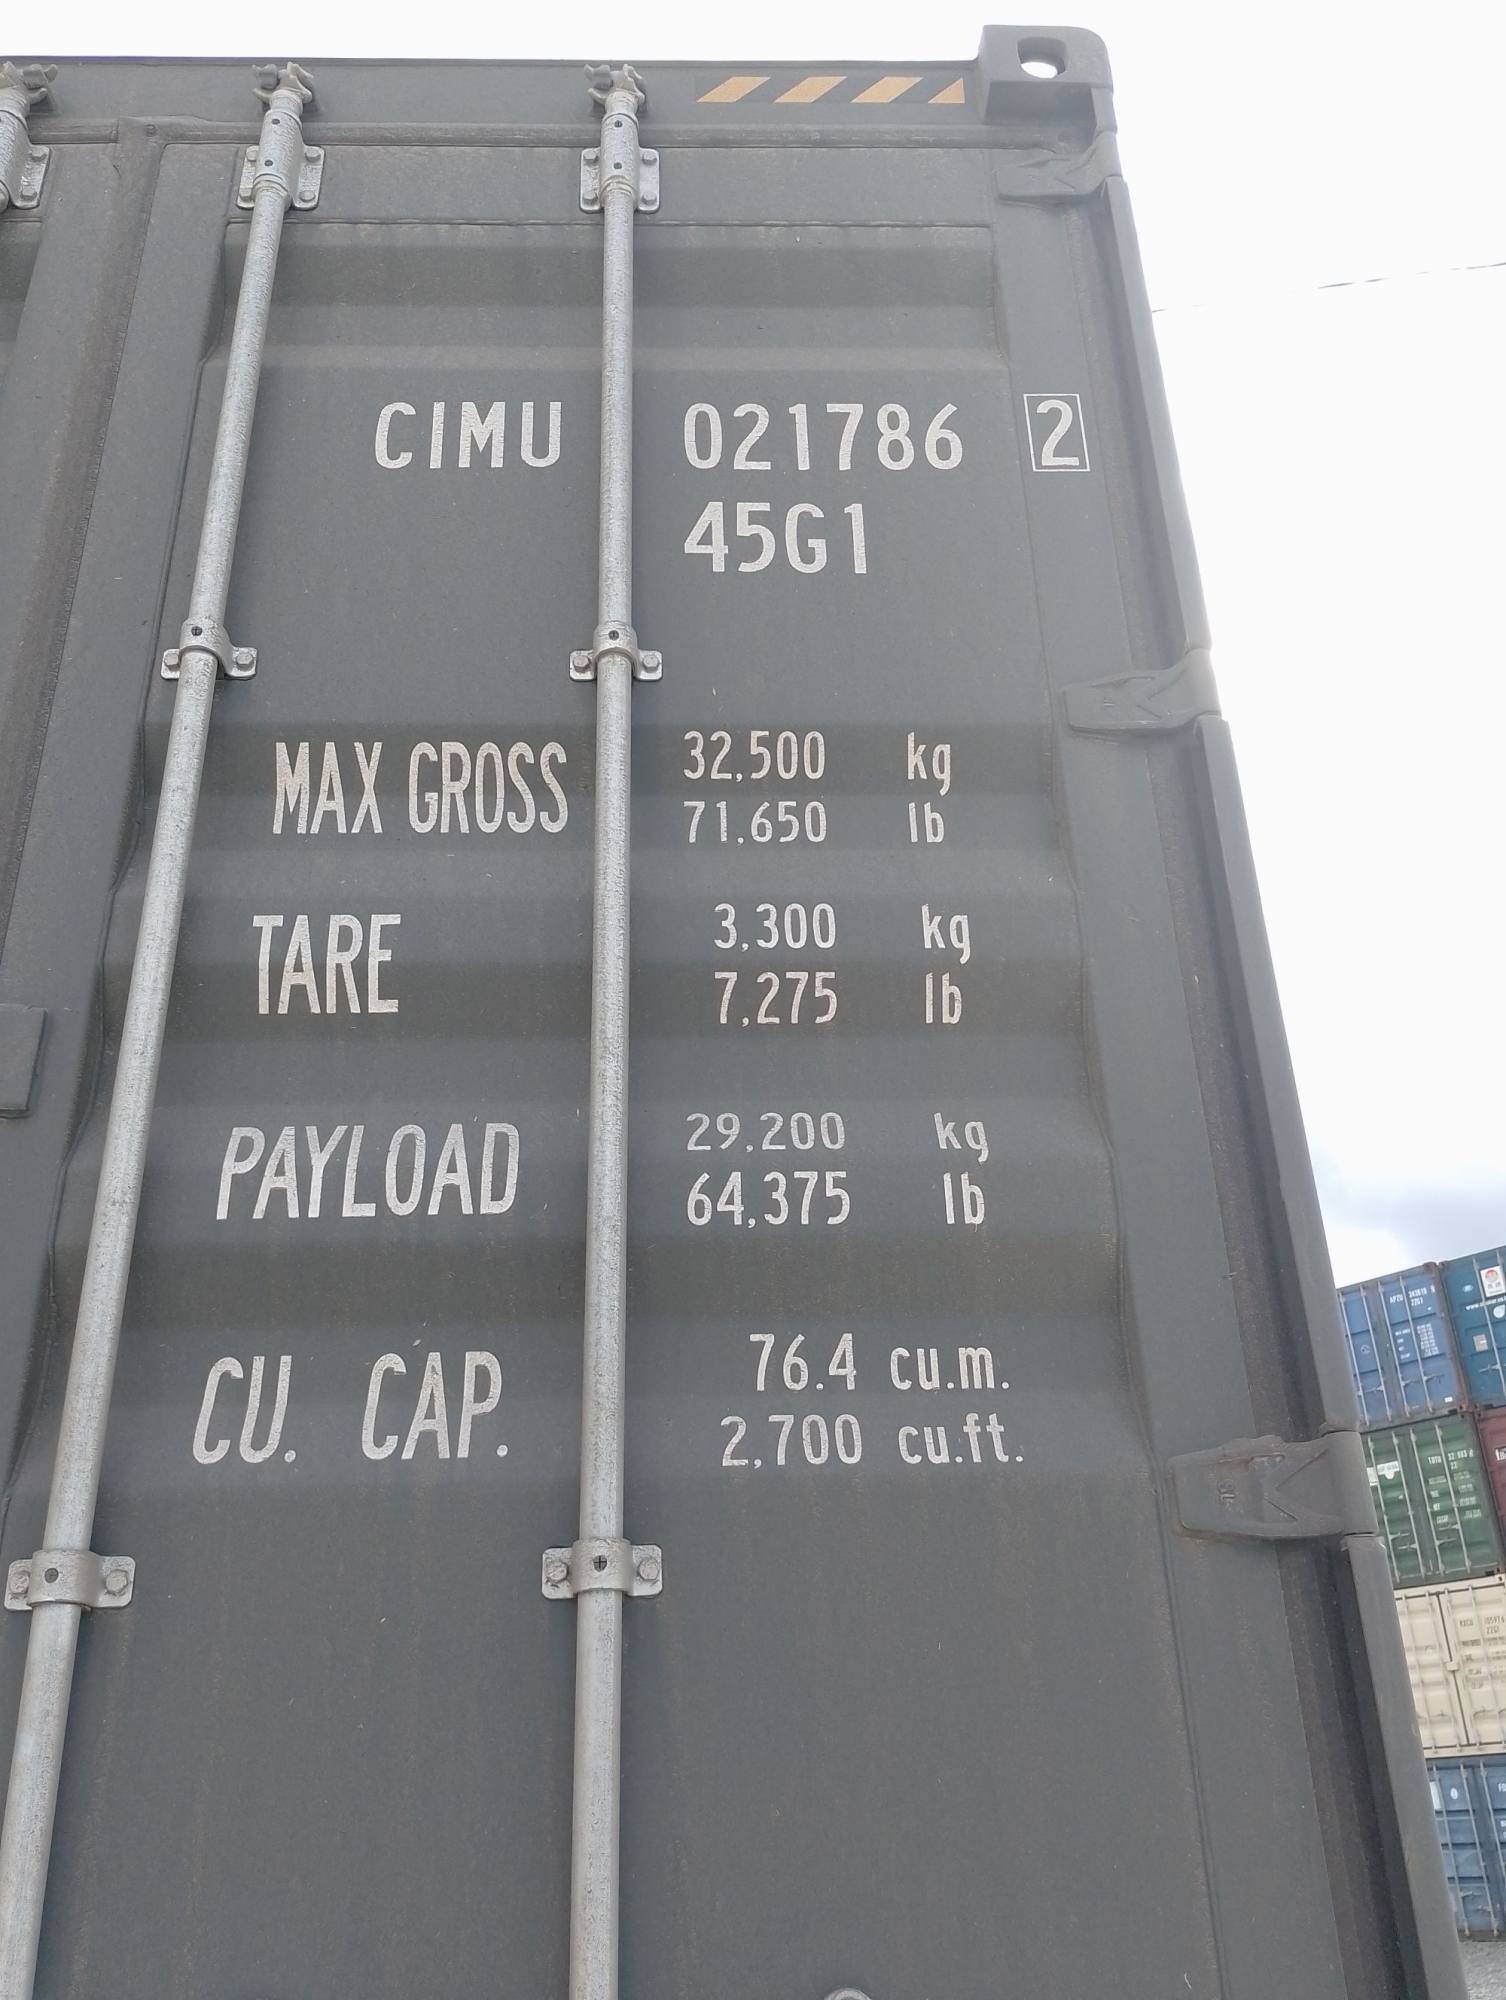 CIMU 021786 2
45G1
MAX GROSS 32,500 kg
71,650 lb
TARE 3,300 kg
7,275 lb
PAYLOAD 29,200 kg
64,375 lb
CU. CAP. 76.4 cu.m.
2,700 cu.ft.
22G1